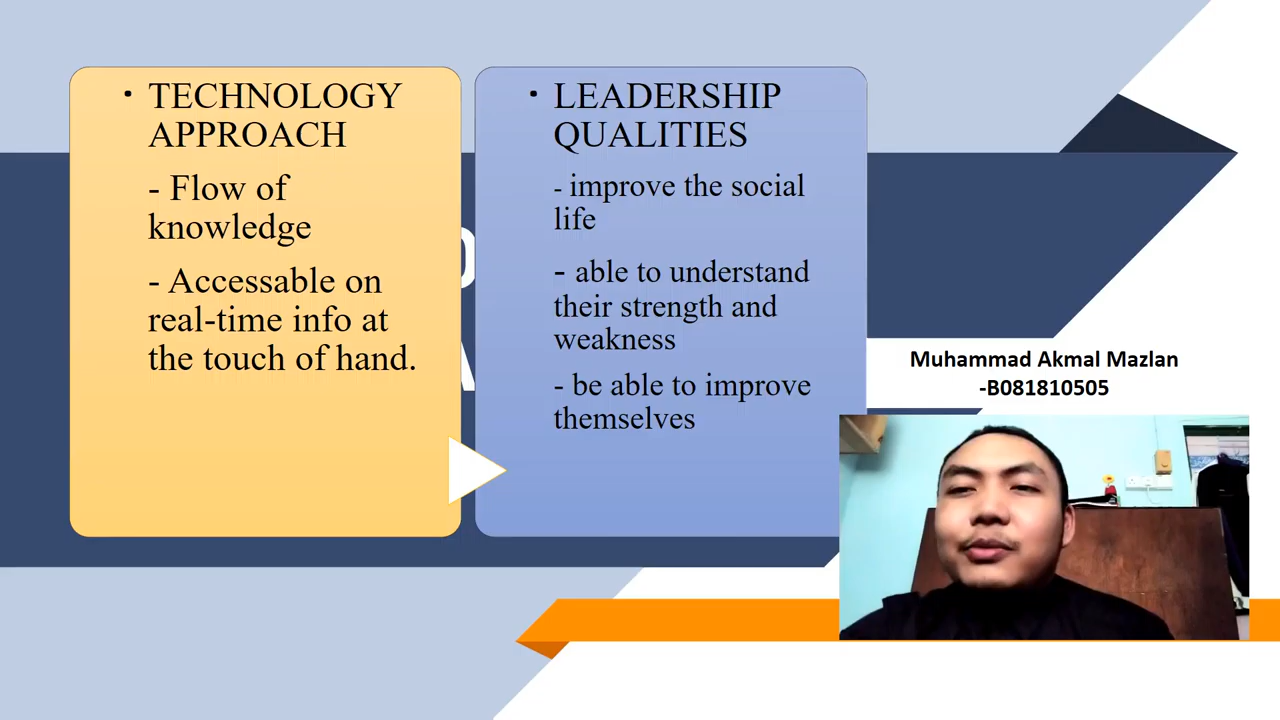 • TECHNOLOGY
APPROACH
- Flow of
knowledge
- Accessable on
real-time info at
the touch of hand.
• LEADERSHIP
QUALITIES
- improve the social
life
- able to understand
their strength and
weakness
- be able to improve
themselves
Muhammad Akmal Mazlan
-B081810505